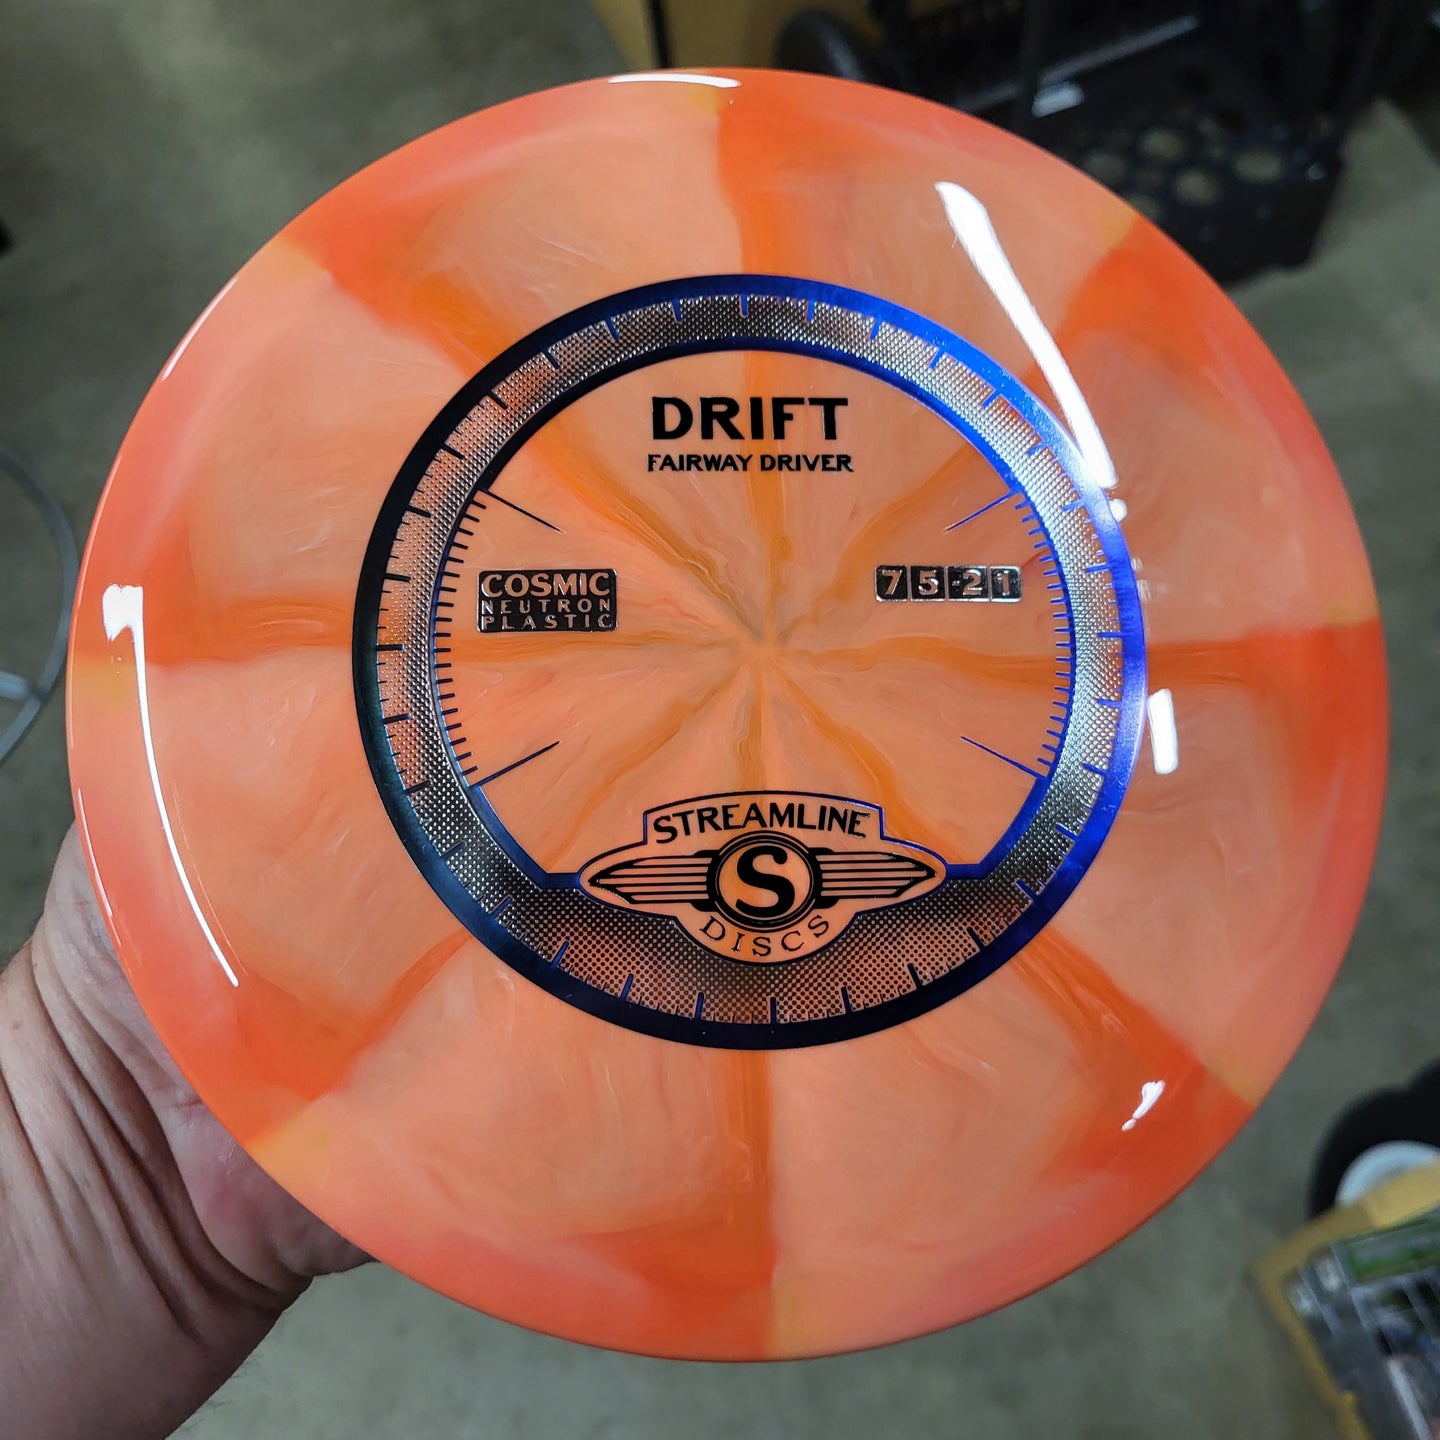 DRIFT
FAIRWAY DRIVER
COSMIC
NEUTRON
PLASTIC
7 5 -2 1
STREAMLINE
S
DISCS